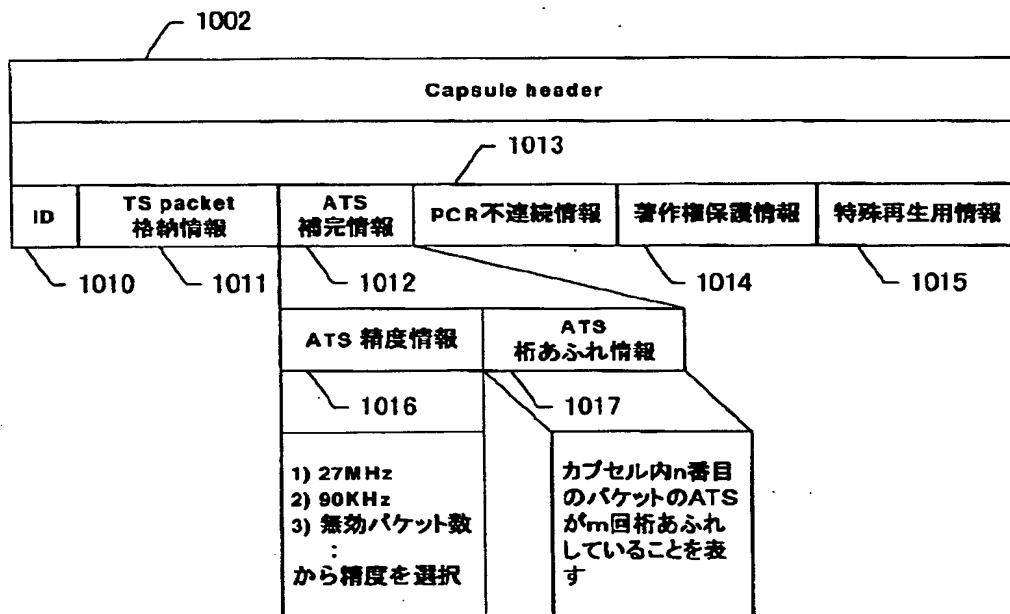 1002
Capsule header
1013
ID
TS packet
格納情報
ATS
補完情報
PCR不連続情報
著作権保護情報
特殊再生用情報
1010
1011
1012
1014
1015
ATS 精度情報
ATS
桁あふれ情報
1016
1017
1) 27MHz
2) 90KHz
3) 無効パケット数
:
から精度を選択
カプセル内n番目
のパケットのATS
がm回桁あふれ
していることを表
す